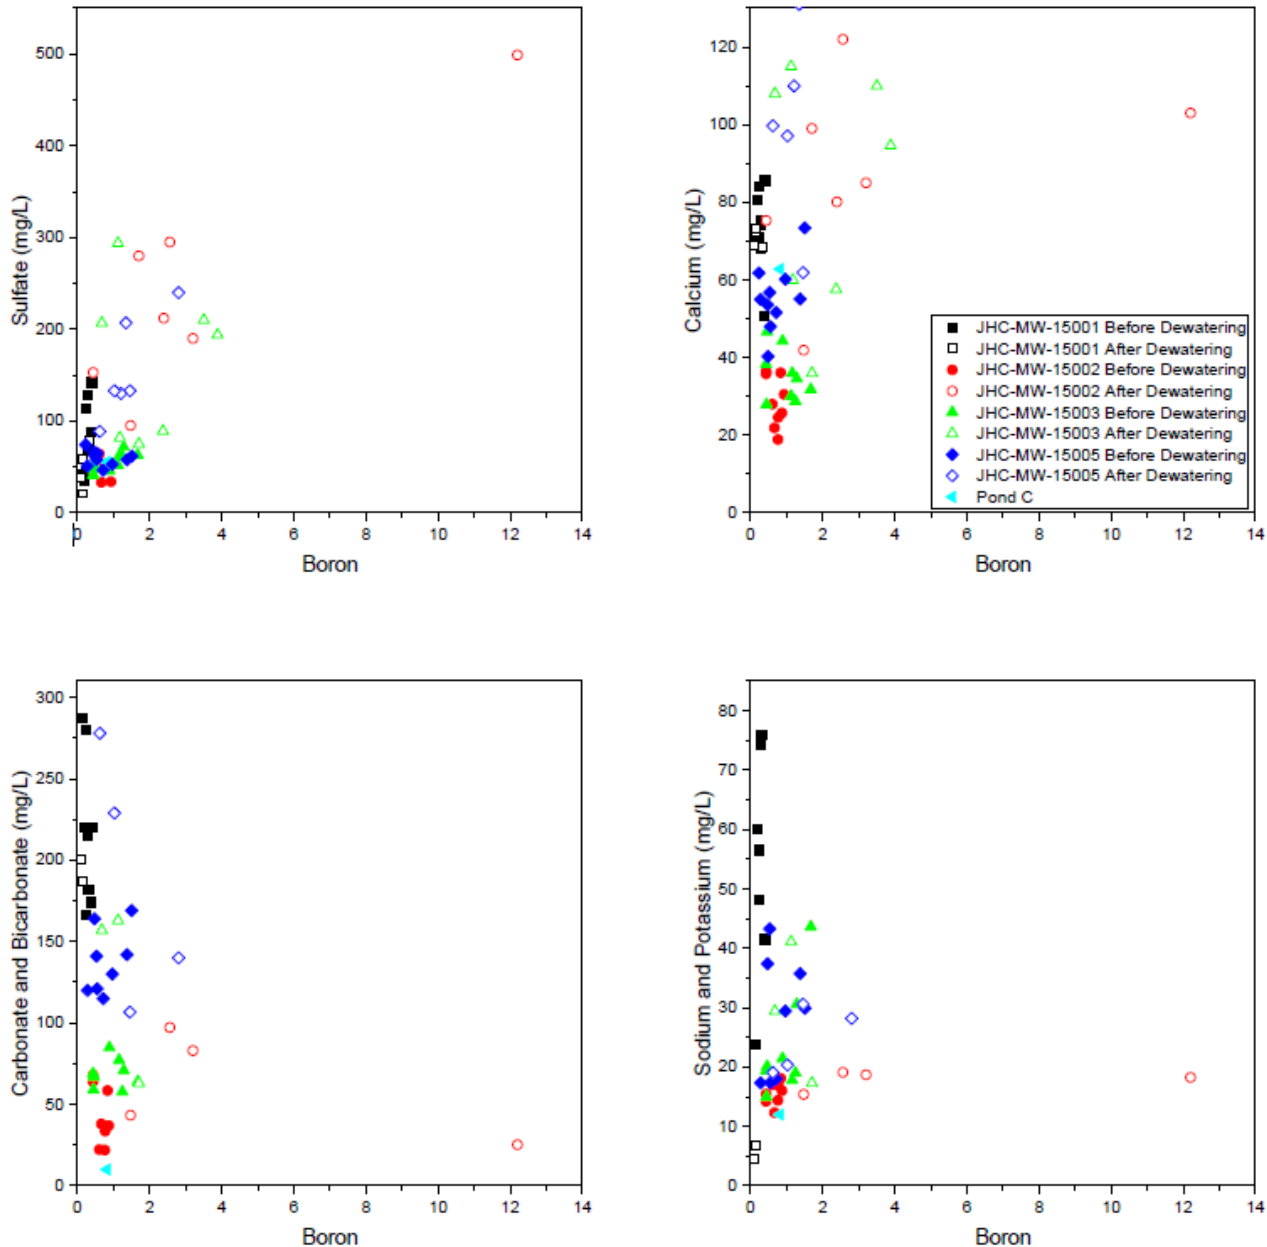 500
400
300
200
100
0
Sulfate (mg/L)
0 2 4 6 8 10 12 14
Boron
120
100
80
60
40
20
0
Calcium (mg/L)
JHC-MW-15001 Before Dewatering
JHC-MW-15001 After Dewatering
JHC-MW-15002 Before Dewatering
JHC-MW-15002 After Dewatering
JHC-MW-15003 Before Dewatering
JHC-MW-15003 After Dewatering
JHC-MW-15005 Before Dewatering
JHC-MW-15005 After Dewatering
Pond C
0 2 4 6 8 10 12 14
Boron
300
250
200
150
100
50
0
Carbonate and Bicarbonate (mg/L)
0 2 4 6 8 10 12 14
Boron
80
70
60
50
40
30
20
10
0
Sodium and Potassium (mg/L)
0 2 4 6 8 10 12 14
Boron